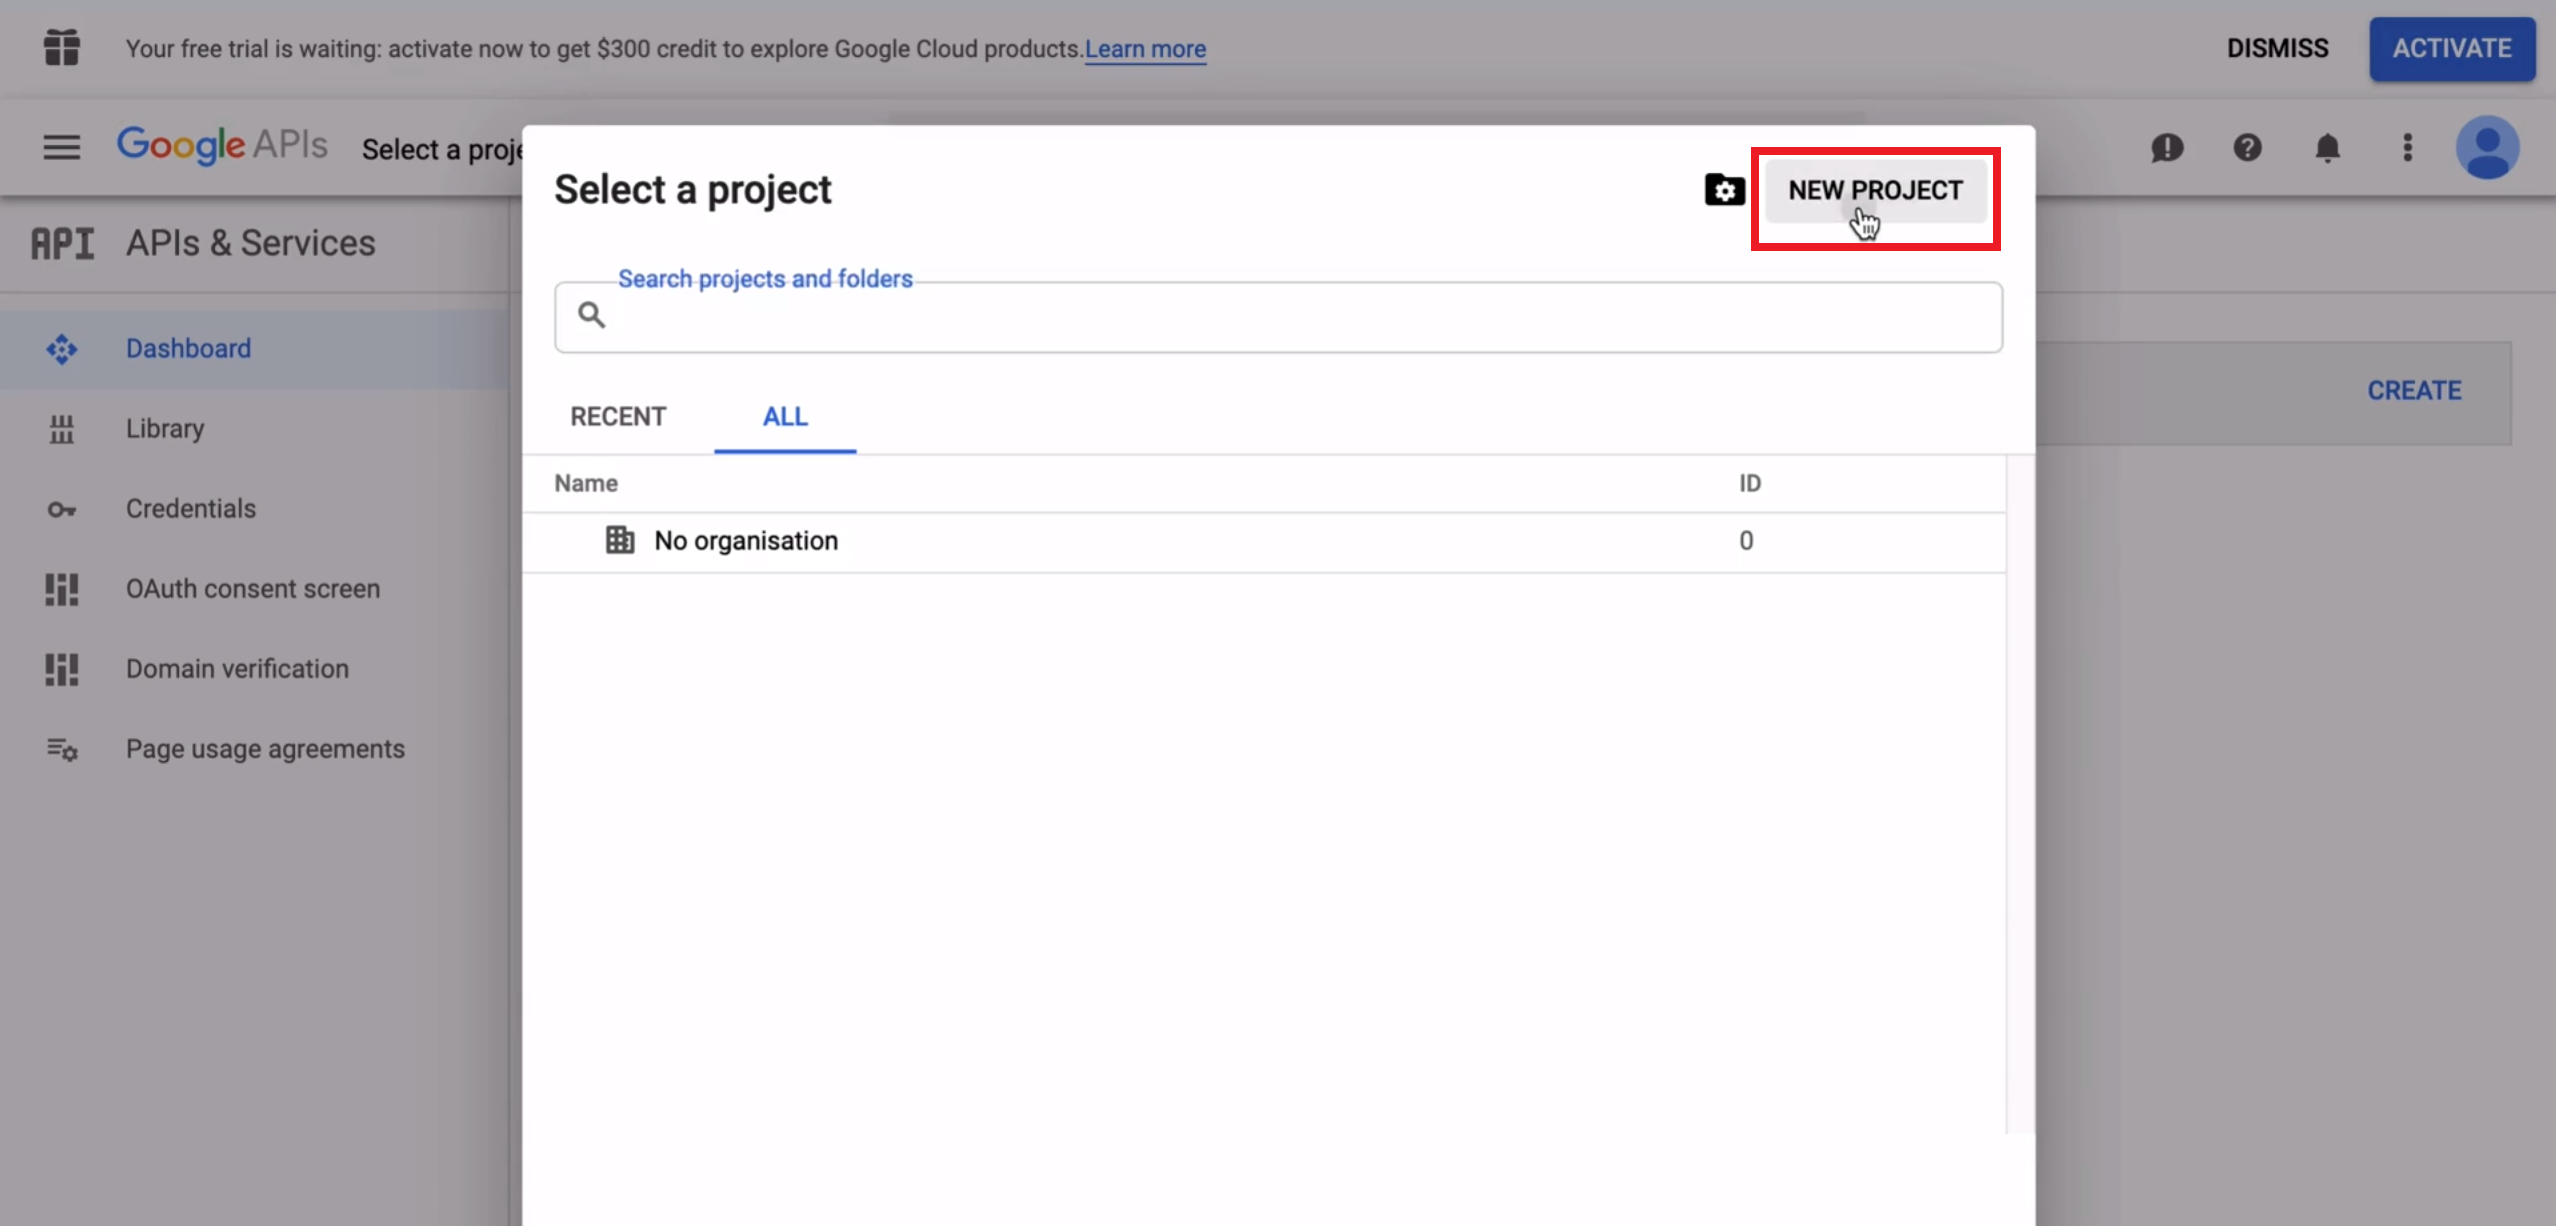 Your free trial is waiting: activate now to get $300 credit to explore Google Cloud products. Learn more
DISMISS
ACTIVATE
Google APIs
Select a proje
Select a project
NEW PROJECT
API APIs & Services
Search projects and folders
Dashboard
Library
Credentials
OAuth consent screen
Domain verification
Page usage agreements
RECENT
ALL
CREATE
Name
ID
No organisation
0